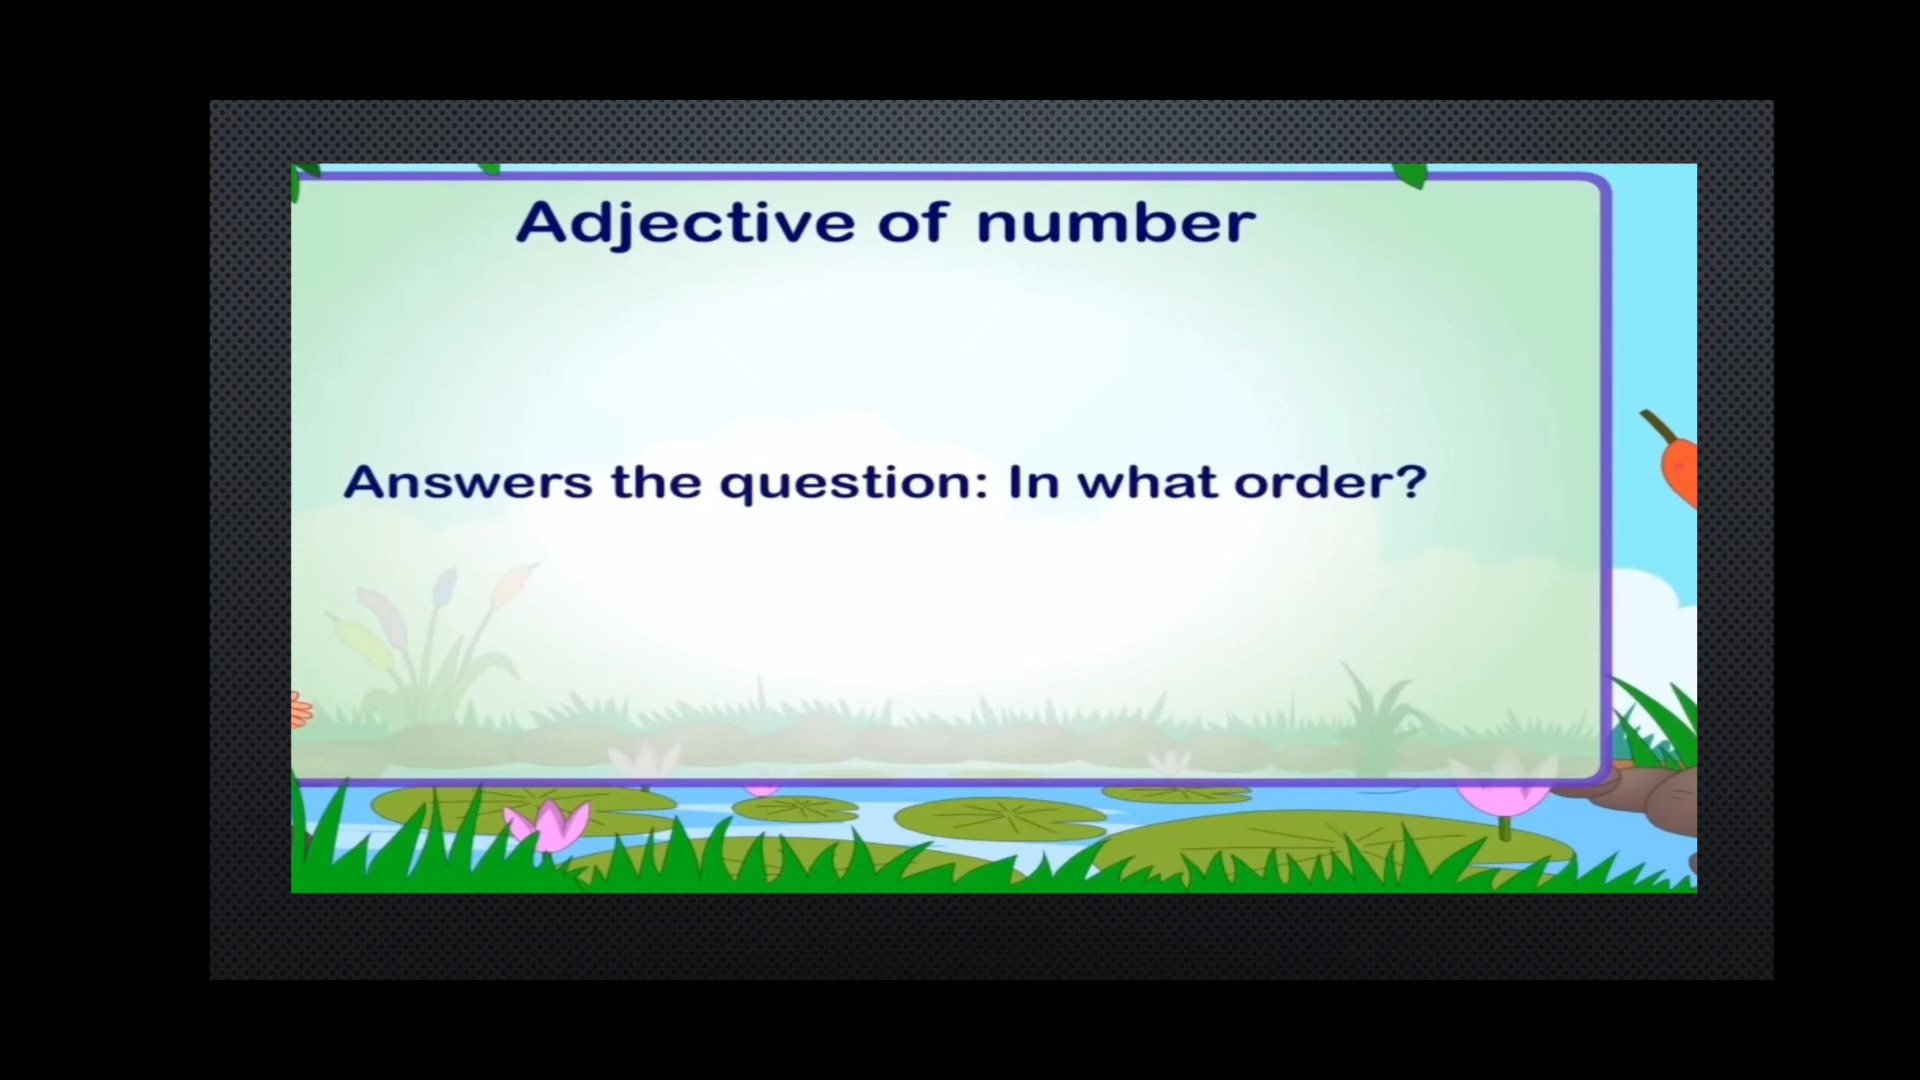 Adjective of number
Answers the question: In what order?